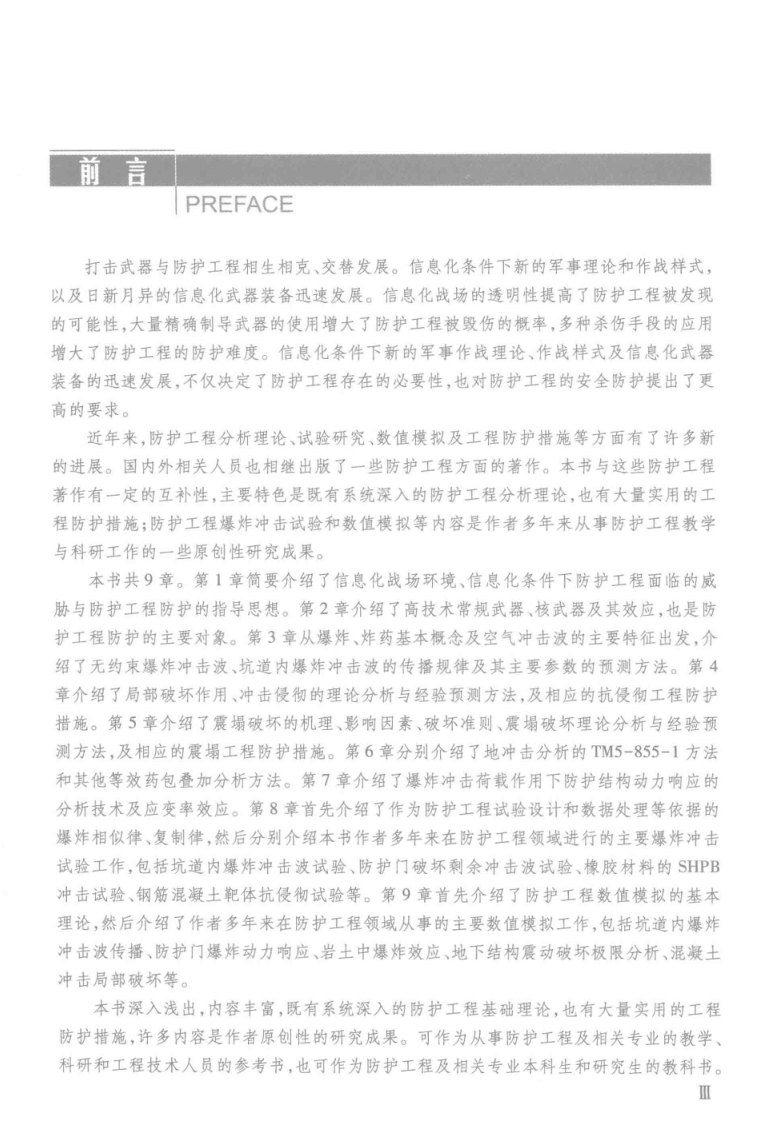 前 言
PREFACE
打击武器与防护工程相生相克、交替发展。信息化条件下新的军事理论和作战样式，
以及日新月异的信息化武器装备迅速发展。信息化战场的透明性提高了防护工程被发现
的可能性，大量精确制导武器的使用增大了防护工程被毁伤的概率，多种杀伤手段的应用
增大了防护工程的防护难度。信息化条件下新的军事作战理论、作战样式及信息化武器
装备的迅速发展，不仅决定了防护工程存在的必要性，也对防护工程的安全防护提出了更
高的要求。
近年来，防护工程分析理论、试验研究、数值模拟及工程防护措施等方面有了许多新
的进展。国内外相关人员也相继出版了一些防护工程方面的著作。本书与这些防护工程
著作有一定的互补性，主要特色是既有系统深入的防护工程分析理论，也有大量实用的工
程防护措施；防护工程爆炸冲击试验和数值模拟等内容是作者多年来从事防护工程教学
与科研工作的一些原创性研究成果。
本书共9章。第1章简要介绍了信息化战场环境、信息化条件下防护工程面临的威
胁与防护工程防护的指导思想。第2章介绍了高技术常规武器、核武器及其效应，也是防
护工程防护的主要对象。第3章从爆炸、炸药基本概念及空气冲击波的主要特征出发，介
绍了无约束爆炸冲击波、坑道内爆炸冲击波的传播规律及其主要参数的预测方法。第4
章介绍了局部破坏作用、冲击侵彻的理论分析与经验预测方法，及相应的抗侵彻工程防护
措施。第5章介绍了震塌破坏的机理、影响因素、破坏准则、震塌破坏理论分析与经验预
测方法，及相应的震塌工程防护措施。第6章分别介绍了地冲击分析的TM5-855-1方法
和其他等效药包叠加分析方法。第7章介绍了爆炸冲击荷载作用下防护结构动力响应的
分析技术及应变率效应。第8章首先介绍了作为防护工程试验设计和数据处理等依据的
爆炸相似律、复制律，然后分别介绍本书作者多年来在防护工程领域进行的主要爆炸冲击
试验工作，包括坑道内爆炸冲击波试验、防护门破坏剩余冲击波试验、橡胶材料的SHPB
冲击试验、钢筋混凝土靶体抗侵彻试验等。第9章首先介绍了防护工程数值模拟的基本
理论，然后介绍了作者多年来在防护工程领域从事的主要数值模拟工作，包括坑道内爆炸
冲击波传播、防护门爆炸动力响应、岩土中爆炸效应、地下结构震动破坏极限分析、混凝土
冲击局部破坏等。
本书深入浅出，内容丰富，既有系统深入的防护工程基础理论，也有大量实用的工程
防护措施，许多内容是作者原创性的研究成果。可作为从事防护工程及相关专业的教学、
科研和工程技术人员的参考书，也可作为防护工程及相关专业本科生和研究生的教科书。
Ⅲ